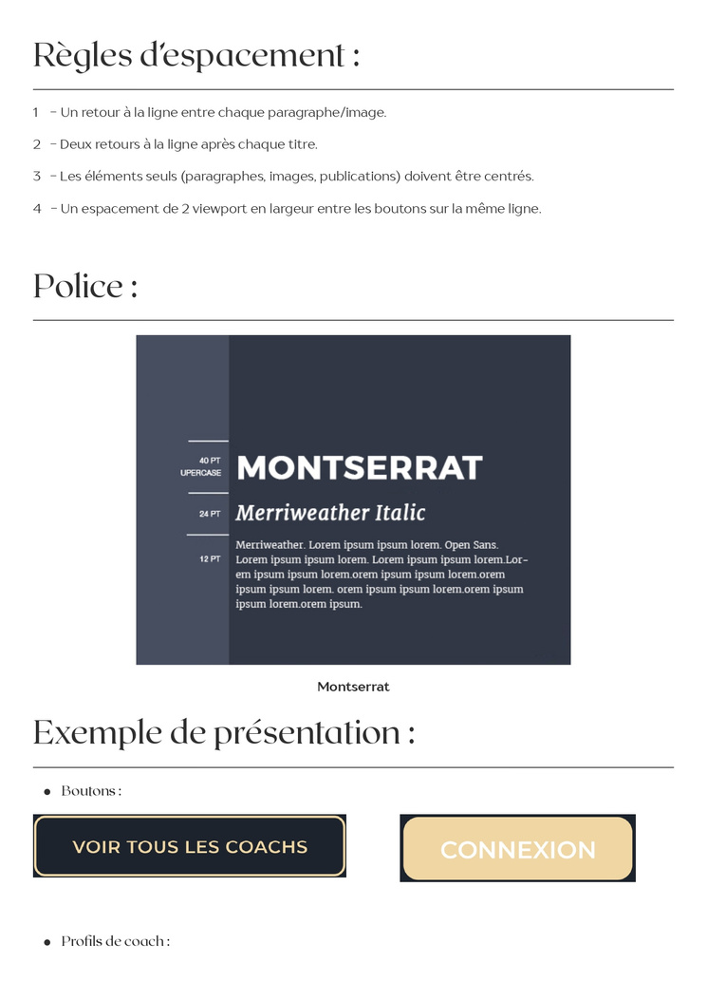 Règles d'espacement :
1 – Un retour à la ligne entre chaque paragraphe/image.
2 – Deux retours à la ligne après chaque titre.
3 – Les éléments seuls (paragraphes, images, publications) doivent être centrés.
4 – Un espacement de 2 viewport en largeur entre les boutons sur la même ligne.
Police :
40 PT
UPERCASE
MONTSERRAT
24 PT
Merriweather Italic
12 PT
Merriweather. Lorem ipsum ipsum lorem. Open Sans.
Lorem ipsum ipsum lorem. Lorem ipsum ipsum lorem.Lor-
em ipsum ipsum lorem.orem ipsum ipsum lorem.orem
ipsum ipsum lorem. orem ipsum ipsum lorem.orem ipsum
ipsum lorem.orem ipsum.
Montserrat
Exemple de présentation :
● Boutons :
VOIR TOUS LES COACHS
CONNEXION
● Profils de coach :